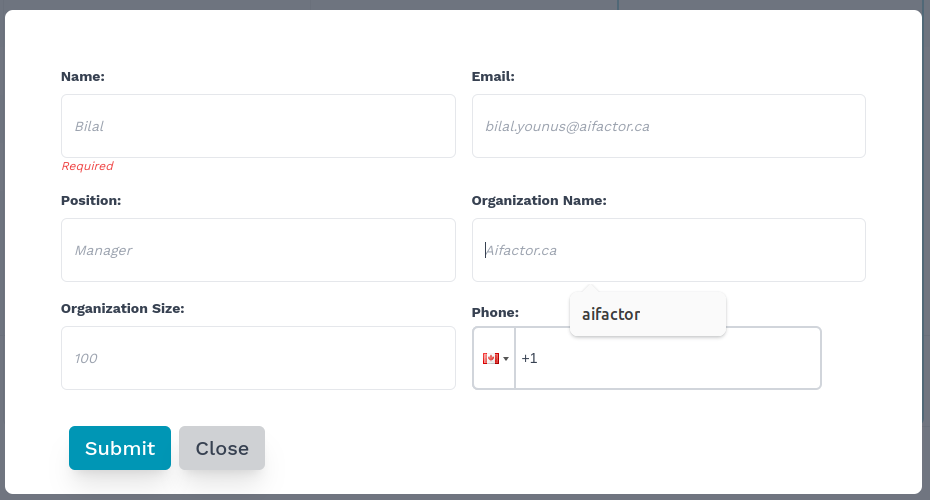 Name:
Email:
Bilal
bilal.younus@aifactor.ca
Required
Position:
Organization Name:
Manager
Aifactor.ca
Organization Size:
Phone:
aifactor
100
+1
Submit
Close